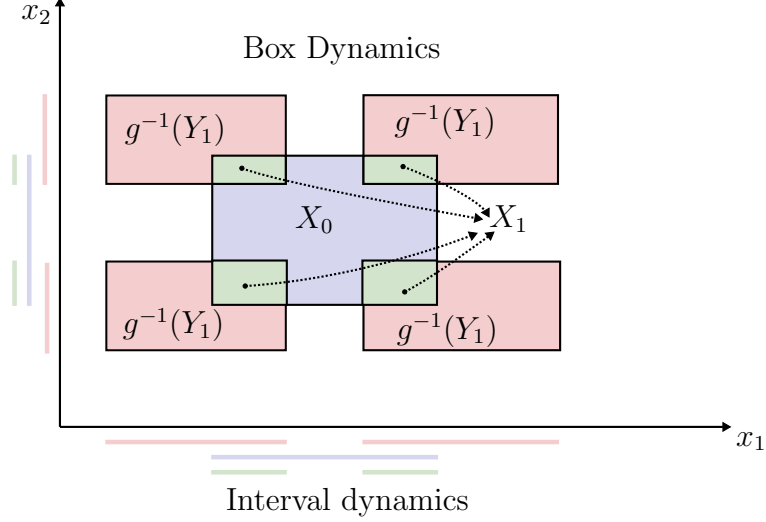 x₂
Box Dynamics
g⁻¹(Y₁)
g⁻¹(Y₁)
X₀
X₁
g⁻¹(Y₁)
g⁻¹(Y₁)
x₁
Interval dynamics